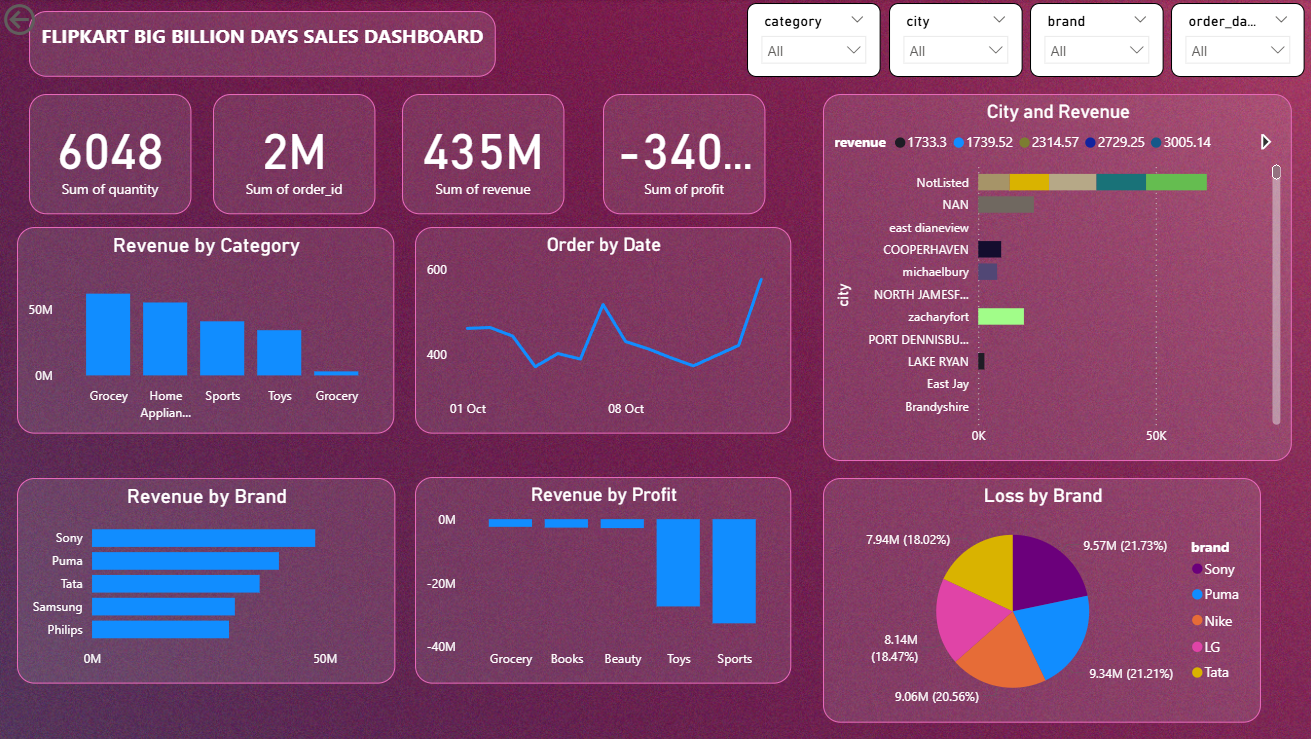 FLIPKART BIG BILLION DAYS SALES DASHBOARD
category
All
city
All
brand
All
order_da...
All
6048
Sum of quantity
2M
Sum of order_id
435M
Sum of revenue
-340...
Sum of profit
City and Revenue
revenue 1733.3 1739.52 2314.57 2729.25 3005.14
city
NotListed
NAN
east dianeview
COOPERHAVEN
michaelbury
NORTH JAMESF...
zacharyfort
PORT DENNISBU...
LAKE RYAN
East Jay
Brandyshire
0K 50K
Revenue by Category
50M
0M
Grocey Home Applian... Sports Toys Grocery
Order by Date
600
400
01 Oct 08 Oct
Revenue by Brand
Sony
Puma
Tata
Samsung
Philips
0M 50M
Revenue by Profit
0M
-20M
-40M
Grocery Books Beauty Toys Sports
Loss by Brand
7.94M (18.02%)
9.57M (21.73%)
8.14M
(18.47%)
9.34M (21.21%)
9.06M (20.56%)
brand
Sony
Puma
Nike
LG
Tata